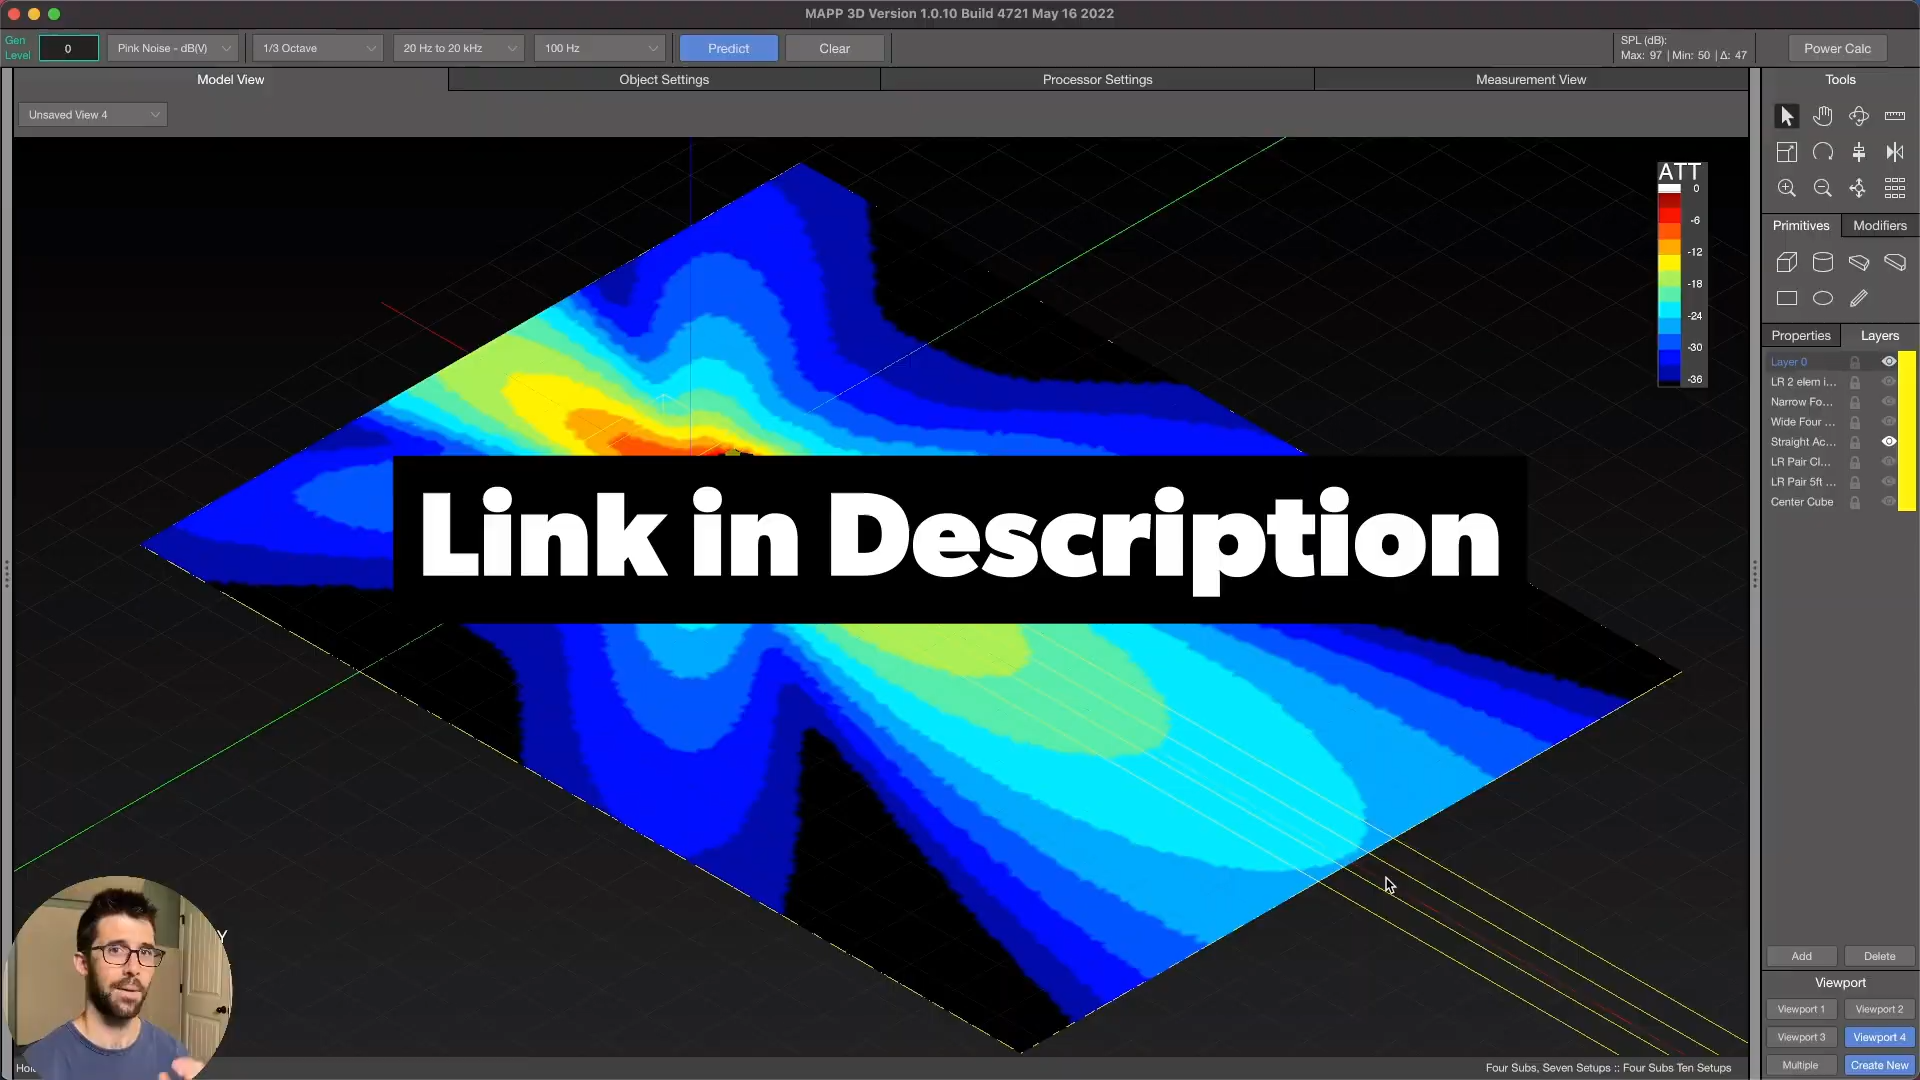 MAPP 3D Version 1.0.10 Build 4721 May 16 2022
Gen
Level
0
Pink Noise - dB(V)
1/3 Octave
20 Hz to 20 kHz
100 Hz
Predict
Clear
SPL (dB):
Max: 97 | Min: 50 | Δ: 47
Power Calc
Model View
Object Settings
Processor Settings
Measurement View
Tools
Unsaved View 4
ATT
0
-6
-12
-18
-24
-30
-36
Primitives
Modifiers
Properties
Layers
Layer 0
LR 2 elem i...
Narrow Fo...
Wide Four ...
Straight Ac...
LR Pair Cl...
LR Pair 5ft ...
Center Cube
Link in Description
Y
Add
Delete
Viewport
Viewport 1
Viewport 2
Viewport 3
Viewport 4
Multiple
Create New
Four Subs, Seven Setups :: Four Subs Ten Setups